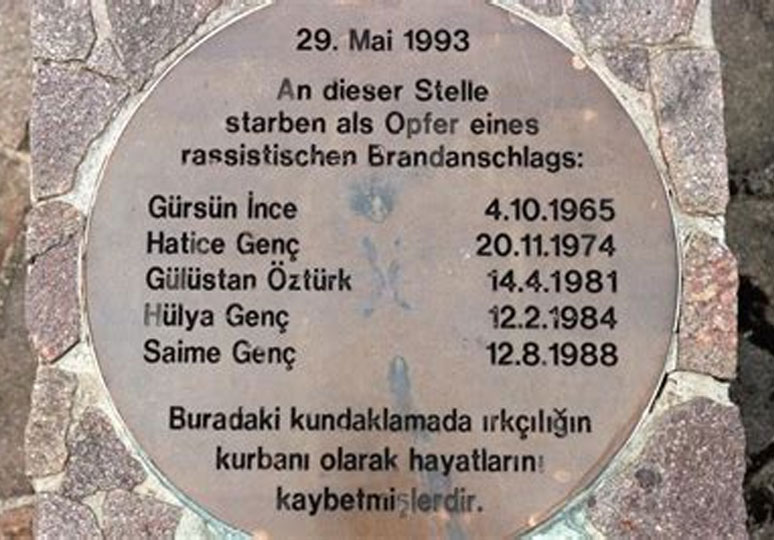 29. Mai 1993
An dieser Stelle
starben als Opfer eines
rassistischen Brandanschlags:
Gürsün İnce 4.10.1965
Hatice Genç 20.11.1974
Gülüstan Öztürk 14.4.1981
Hülya Genç 12.2.1984
Saime Genç 12.8.1988
Buradaki kundaklamada ırkçılığın
kurbanı olarak hayatlarını
kaybetmişlerdir.